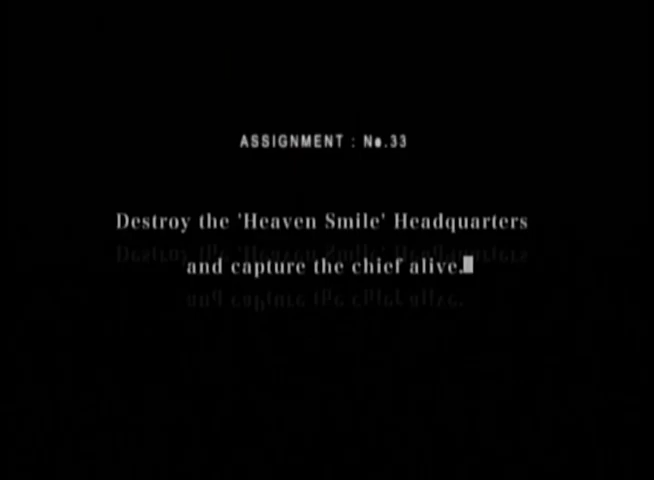 ASSIGNMENT : No.33
Destroy the 'Heaven Smile' Headquarters
and capture the chief alive.